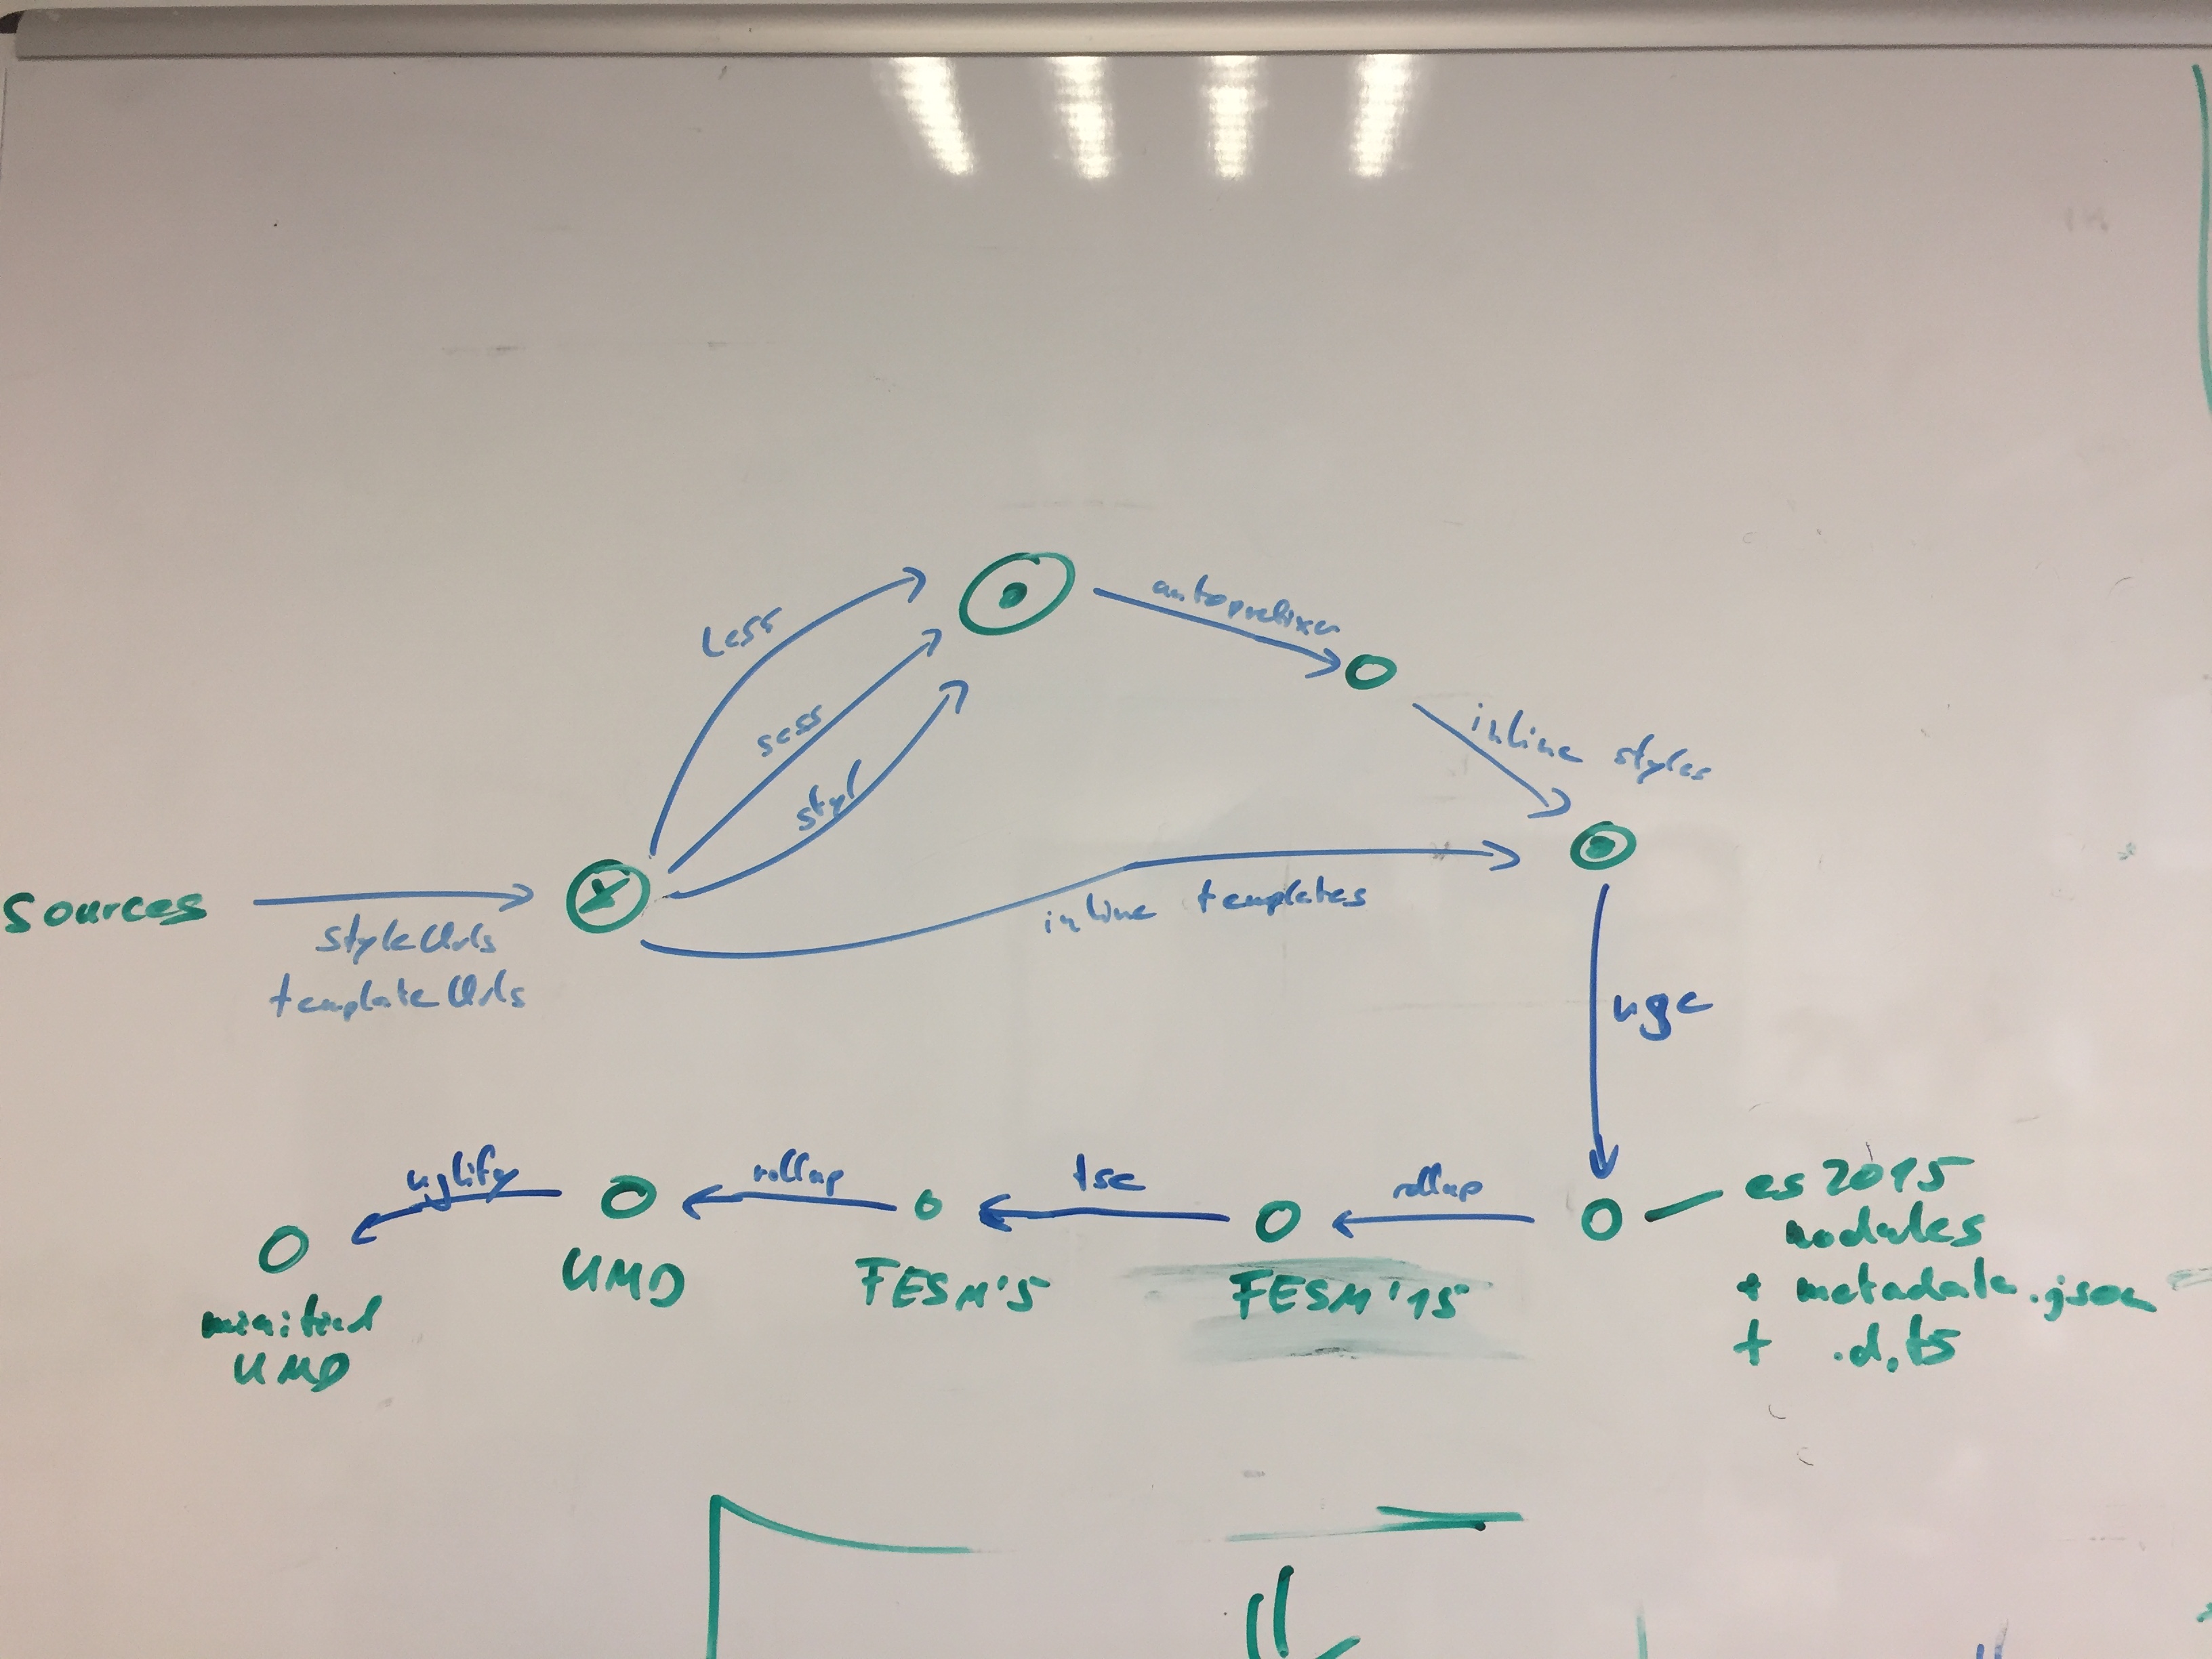 Less
autoprefixer
scss
inline styles
styl
Sources
styleUrls
templateUrls
inline templates
ngc
uglify
rollup
tsc
rollup
es 2015
modules
+ metadata.json
+ .d.ts
UMD
FESM'5
FESM'15
minified
UMD